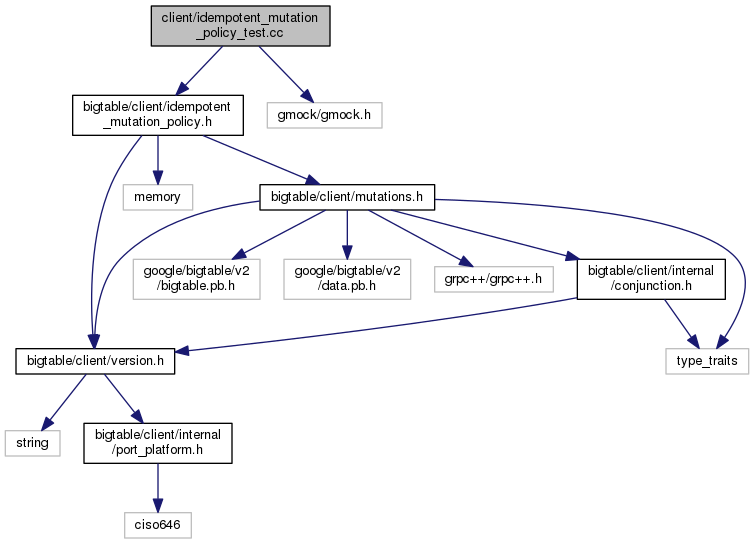 client/idempotent_mutation
_policy_test.cc
bigtable/client/idempotent
_mutation_policy.h
gmock/gmock.h
memory
bigtable/client/mutations.h
google/bigtable/v2
/bigtable.pb.h
google/bigtable/v2
/data.pb.h
grpc++/grpc++.h
bigtable/client/internal
/conjunction.h
bigtable/client/version.h
type_traits
string
bigtable/client/internal
/port_platform.h
ciso646